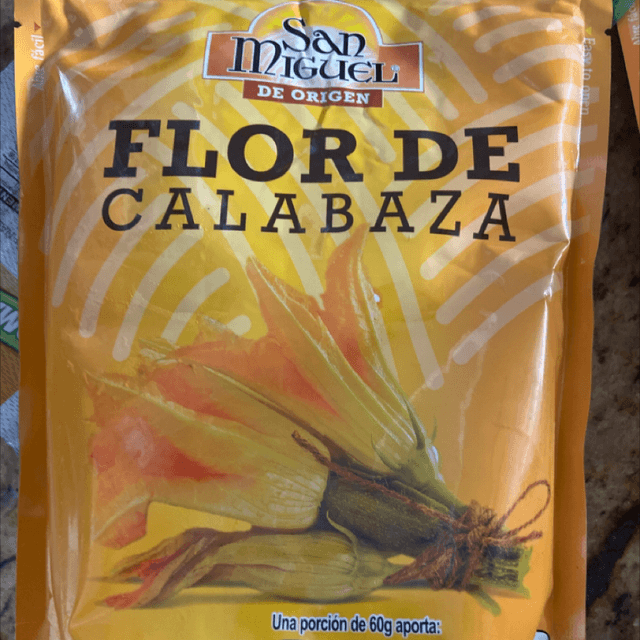 San
Miguel
DE ORIGEN
FLOR DE
CALABAZA
Una porción de 60g aporta: